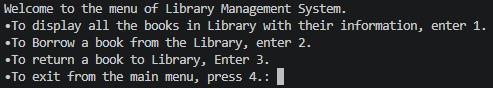 Welcome to the menu of Library Management System.
•To display all the books in Library with their information, enter 1.
•To Borrow a book from the Library, enter 2.
•To return a book to Library, Enter 3.
•To exit from the main menu, press 4.: